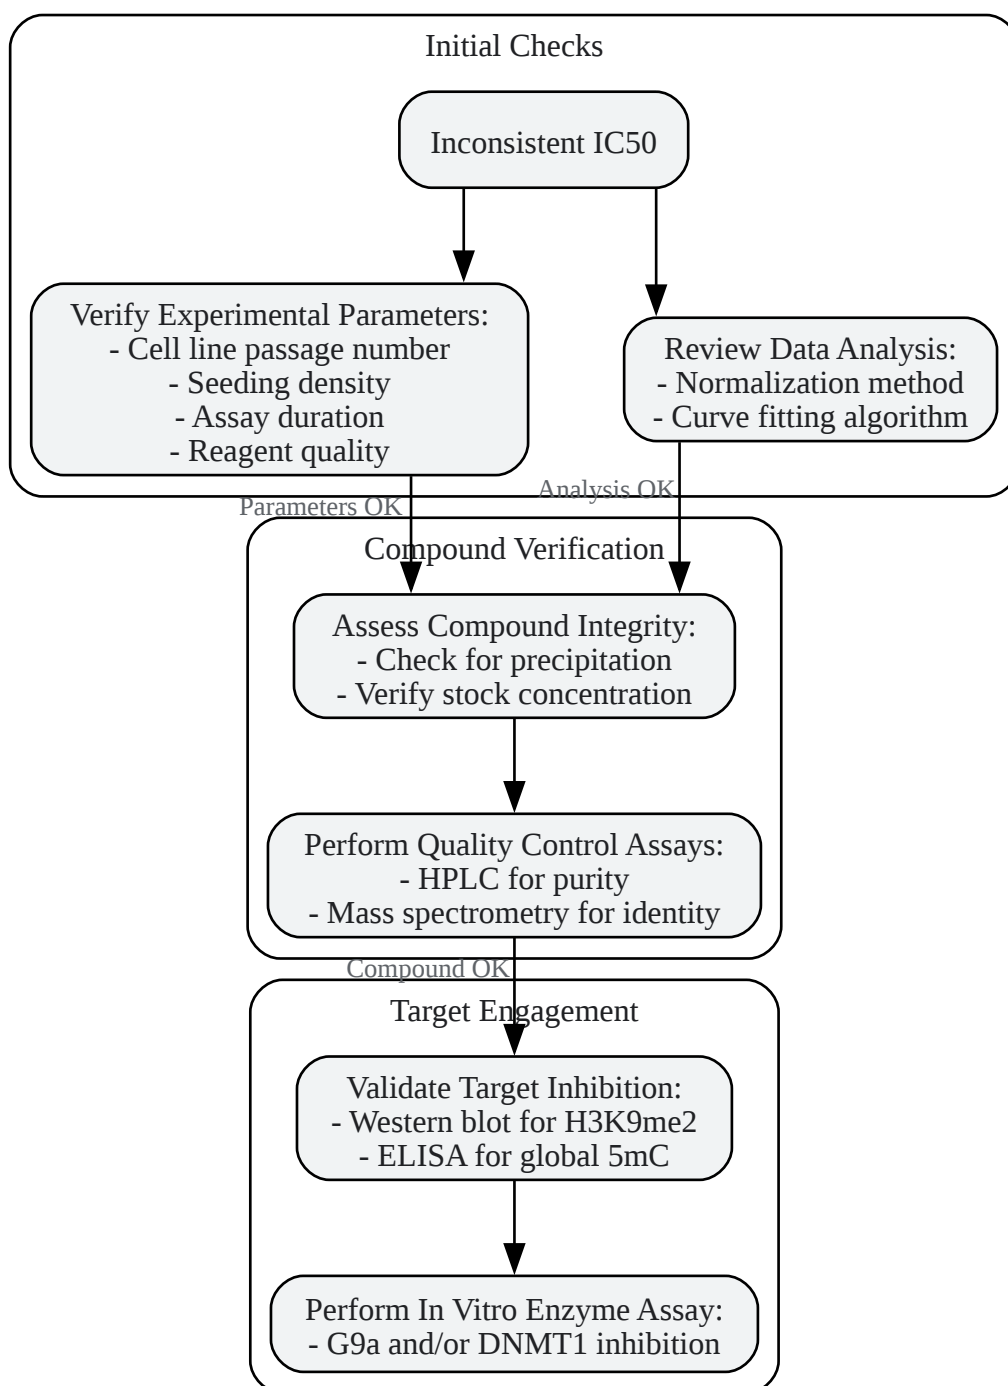 Initial Checks
Inconsistent IC50
Verify Experimental Parameters:
- Cell line passage number
- Seeding density
- Assay duration
- Reagent quality
Review Data Analysis:
- Normalization method
- Curve fitting algorithm
Parameters OK
Analysis OK
Compound Verification
Assess Compound Integrity:
- Check for precipitation
- Verify stock concentration
Perform Quality Control Assays:
- HPLC for purity
- Mass spectrometry for identity
Compound OK
Target Engagement
Validate Target Inhibition:
- Western blot for H3K9me2
- ELISA for global 5mC
Perform In Vitro Enzyme Assay:
- G9a and/or DNMT1 inhibition